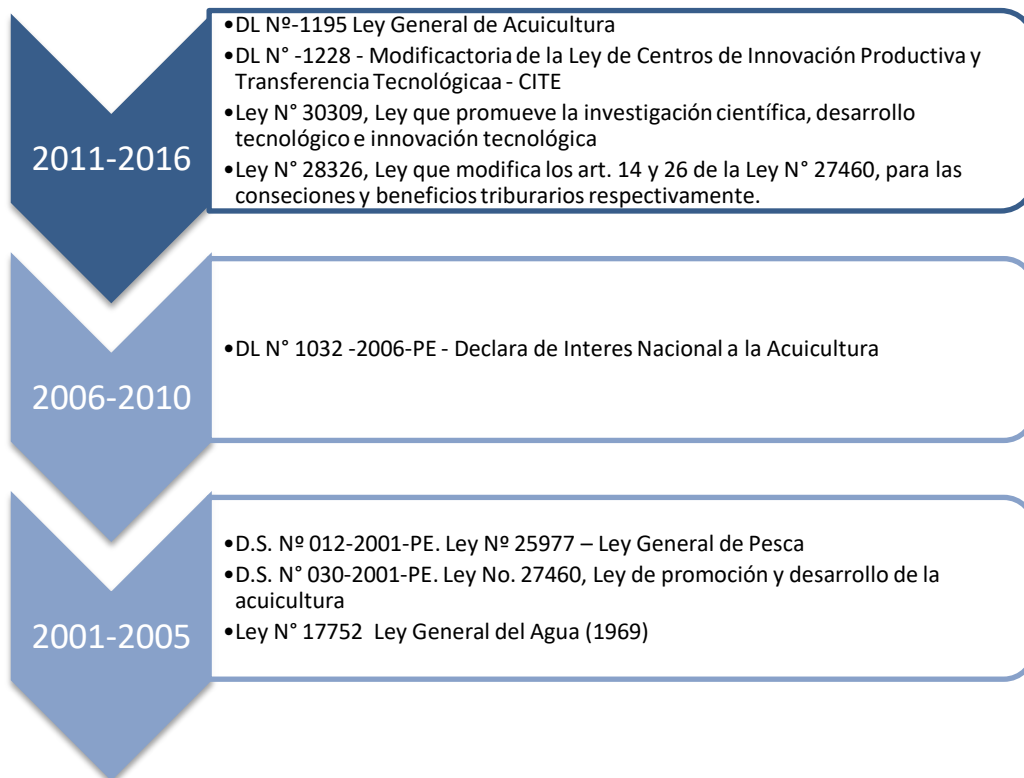 2011-2016
•DL Nº-1195 Ley General de Acuicultura
•DL N° -1228 - Modificactoria de la Ley de Centros de Innovación Productiva y
Transferencia Tecnológicaa - CITE
•Ley N° 30309, Ley que promueve la investigación científica, desarrollo
tecnológico e innovación tecnológica
•Ley N° 28326, Ley que modifica los art. 14 y 26 de la Ley N° 27460, para las
conseciones y beneficios triburarios respectivamente.
2006-2010
•DL N° 1032 -2006-PE - Declara de Interes Nacional a la Acuicultura
2001-2005
•D.S. Nº 012-2001-PE. Ley Nº 25977 – Ley General de Pesca
•D.S. N° 030-2001-PE. Ley No. 27460, Ley de promoción y desarrollo de la
acuicultura
•Ley N° 17752 Ley General del Agua (1969)